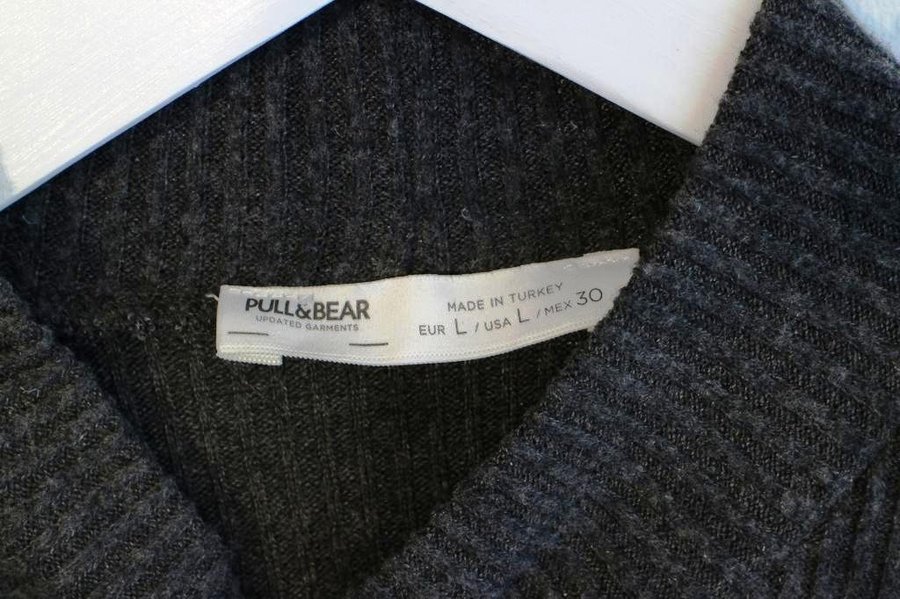 PULL&BEAR
UPDATED GARMENTS
MADE IN TURKEY
EUR L / USA L / MEX 30